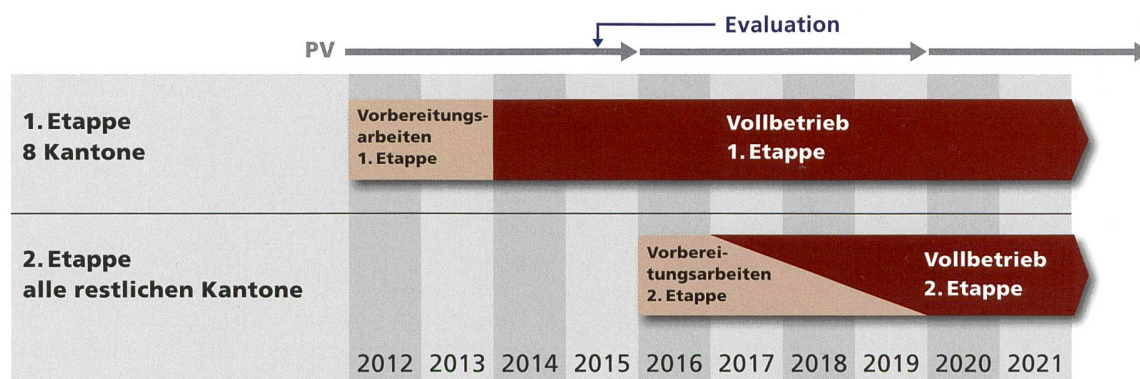 Evaluation
PV
1. Etappe
8 Kantone
Vorbereitungs-
arbeiten
1. Etappe
Vollbetrieb
1. Etappe
2. Etappe
alle restlichen Kantone
Vorberei-
tungsarbeiten
2. Etappe
Vollbetrieb
2. Etappe
2012 2013 2014 2015 2016 2017 2018 2019 2020 2021